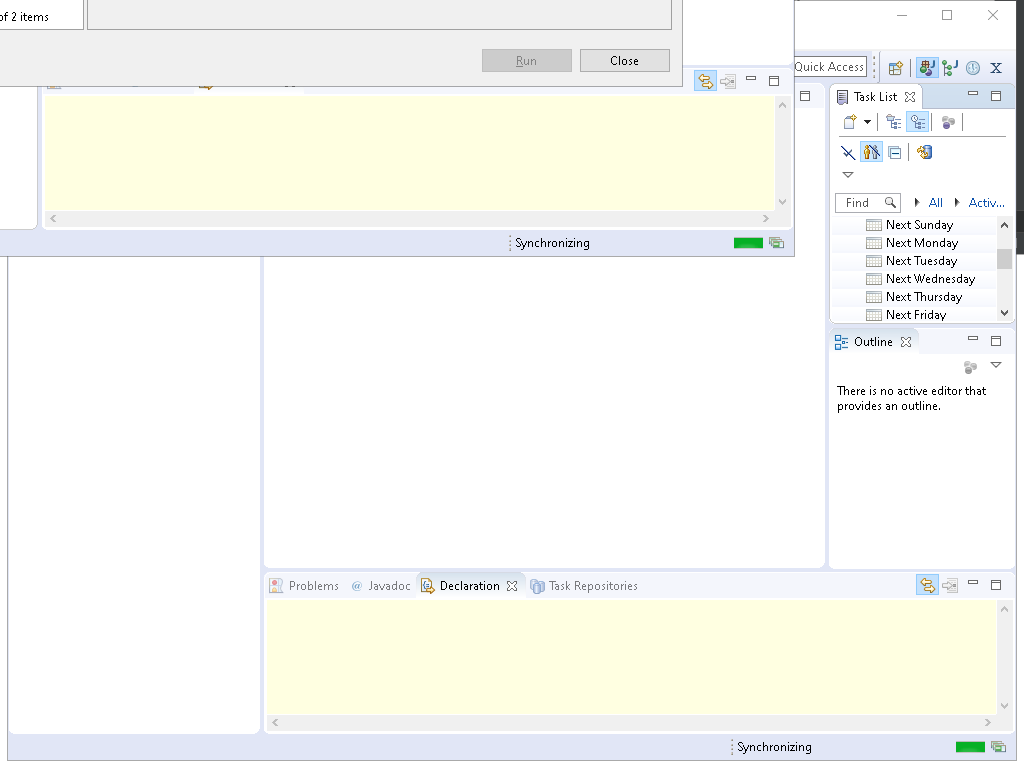 of 2 items
Run
Close
Quick Access
Task List
Find
All
Activ...
Next Sunday
Next Monday
Next Tuesday
Next Wednesday
Next Thursday
Next Friday
Synchronizing
Outline
There is no active editor that
provides an outline.
Problems
@ Javadoc
Declaration
Task Repositories
Synchronizing